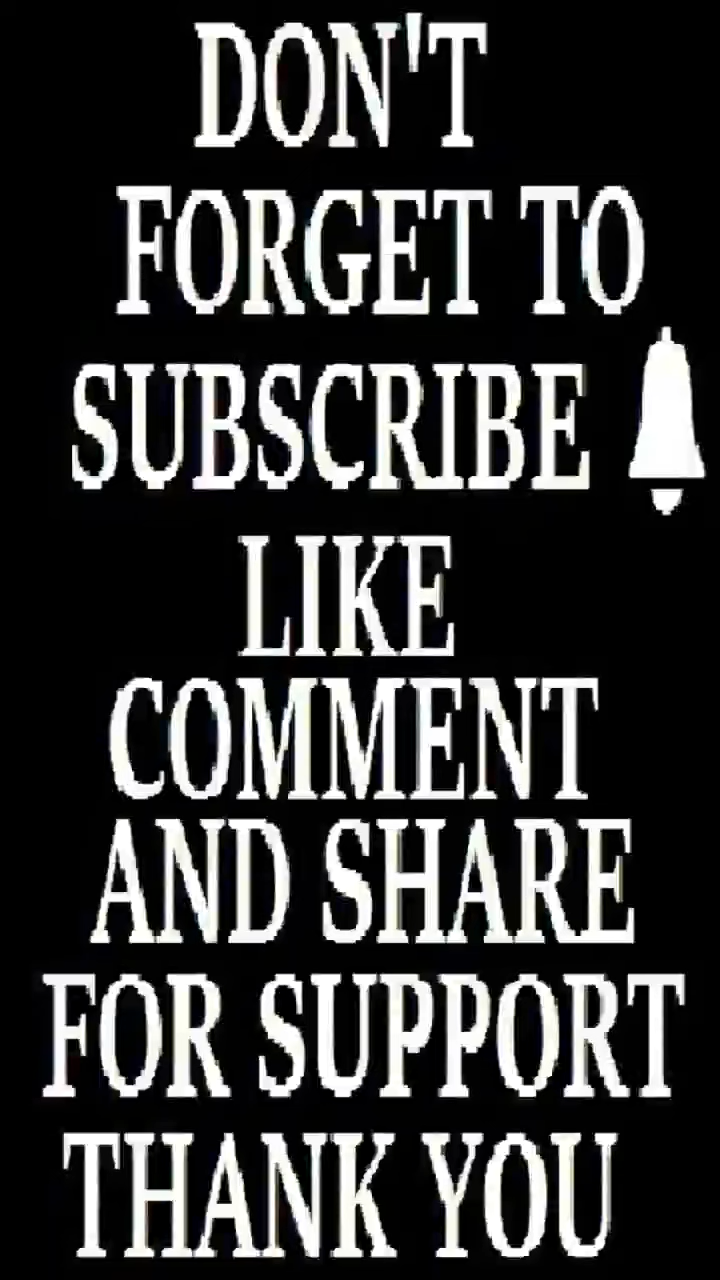 DON'T
FORGET TO
SUBSCRIBE
LIKE
COMMENT
AND SHARE
FOR SUPPORT
THANK YOU